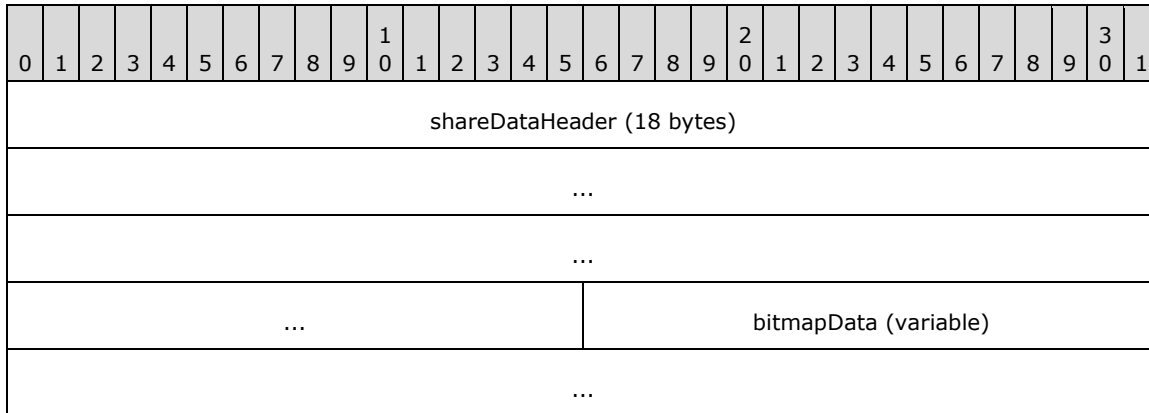 1 2 3
0 1 2 3 4 5 6 7 8 9 0 1 2 3 4 5 6 7 8 9 0 1 2 3 4 5 6 7 8 9 0 1
shareDataHeader (18 bytes)
...
...
... bitmapData (variable)
...